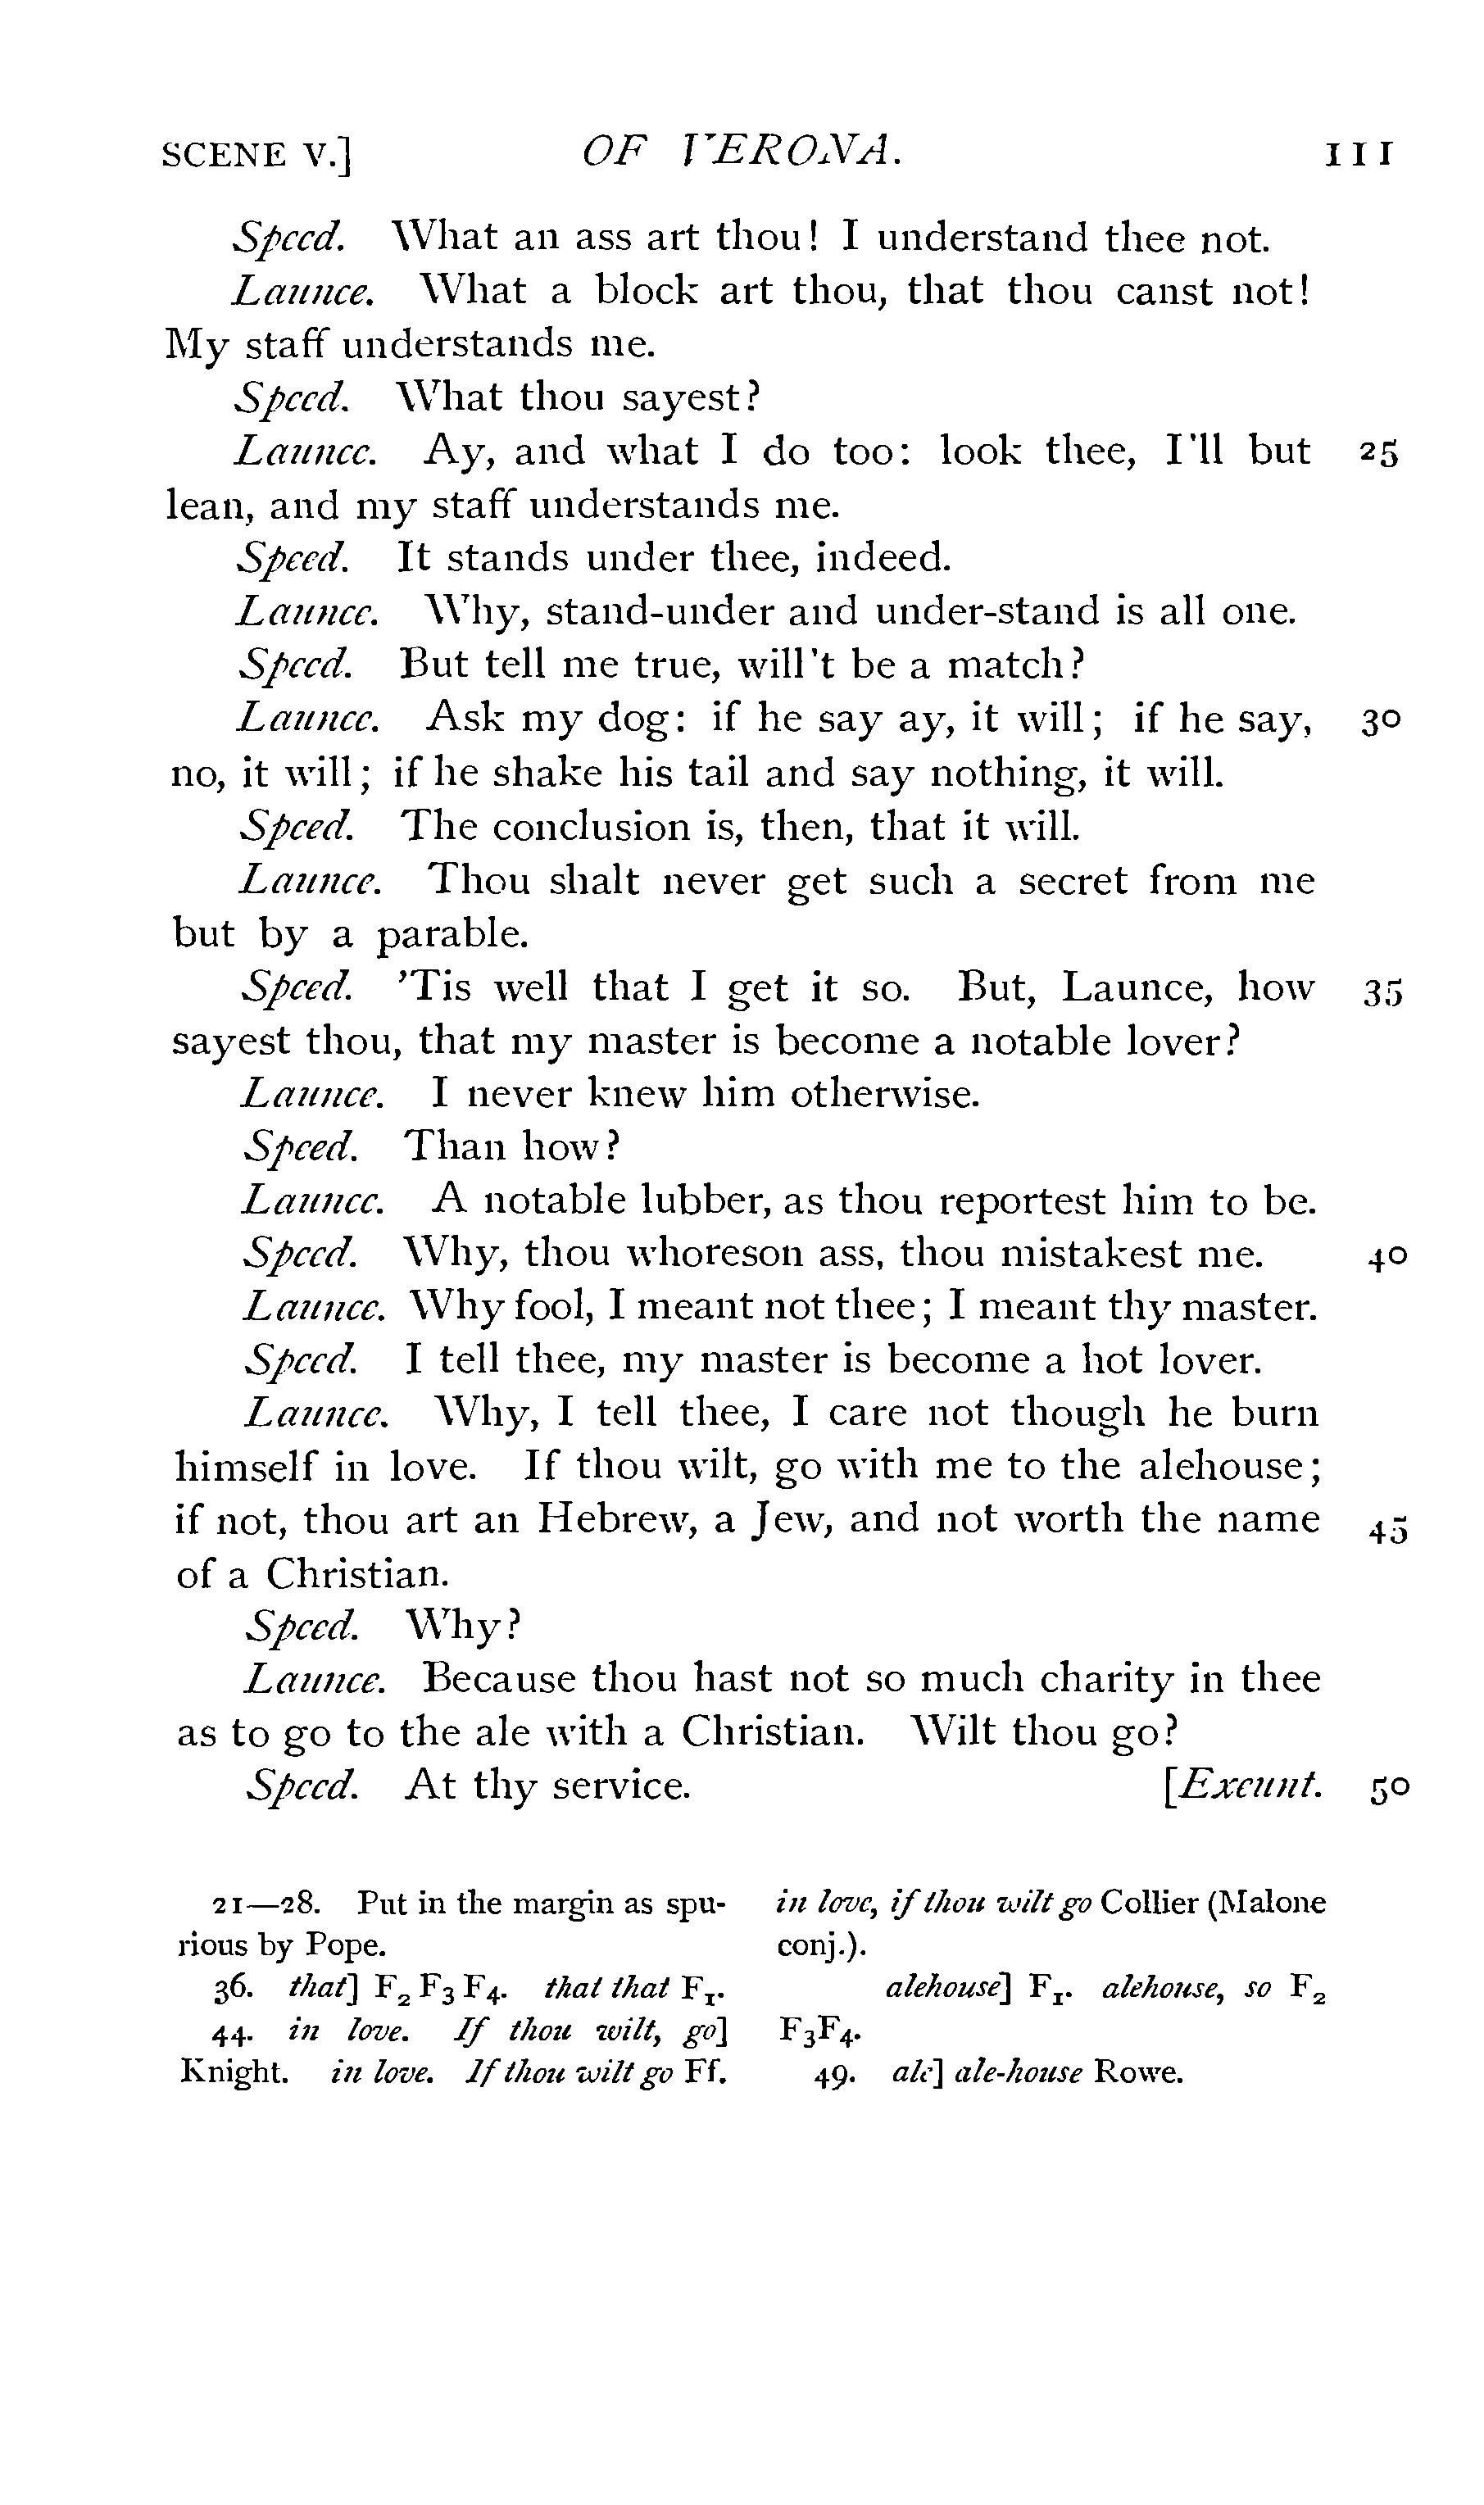 SCENE V.] OF VERONA. 111
Speed. What an ass art thou! I understand thee not.
Launce. What a block art thou, that thou canst not!
My staff understands me.
Speed. What thou sayest?
Launce. Ay, and what I do too: look thee, I'll but 25
lean, and my staff understands me.
Speed. It stands under thee, indeed.
Launce. Why, stand-under and under-stand is all one.
Speed. But tell me true, will't be a match?
Launce. Ask my dog: if he say ay, it will; if he say, 30
no, it will; if he shake his tail and say nothing, it will.
Speed. The conclusion is, then, that it will.
Launce. Thou shalt never get such a secret from me
but by a parable.
Speed. 'Tis well that I get it so. But, Launce, how 35
sayest thou, that my master is become a notable lover?
Launce. I never knew him otherwise.
Speed. Than how?
Launce. A notable lubber, as thou reportest him to be.
Speed. Why, thou whoreson ass, thou mistakest me. 40
Launce. Why fool, I meant not thee; I meant thy master.
Speed. I tell thee, my master is become a hot lover.
Launce. Why, I tell thee, I care not though he burn
himself in love. If thou wilt, go with me to the alehouse;
if not, thou art an Hebrew, a Jew, and not worth the name 45
of a Christian.
Speed. Why?
Launce. Because thou hast not so much charity in thee
as to go to the ale with a Christian. Wilt thou go?
Speed. At thy service. [Exeunt. 50
21—28. Put in the margin as spu-
rious by Pope.
36. that] F2 F3 F4. that that F1.
44. in love. If thou wilt, go]
Knight. in love. If thou wilt go Ff.
in love, if thou wilt go Collier (Malone
conj.).
alehouse] F1. alehouse, so F2
F3F4.
49. ale] ale-house Rowe.